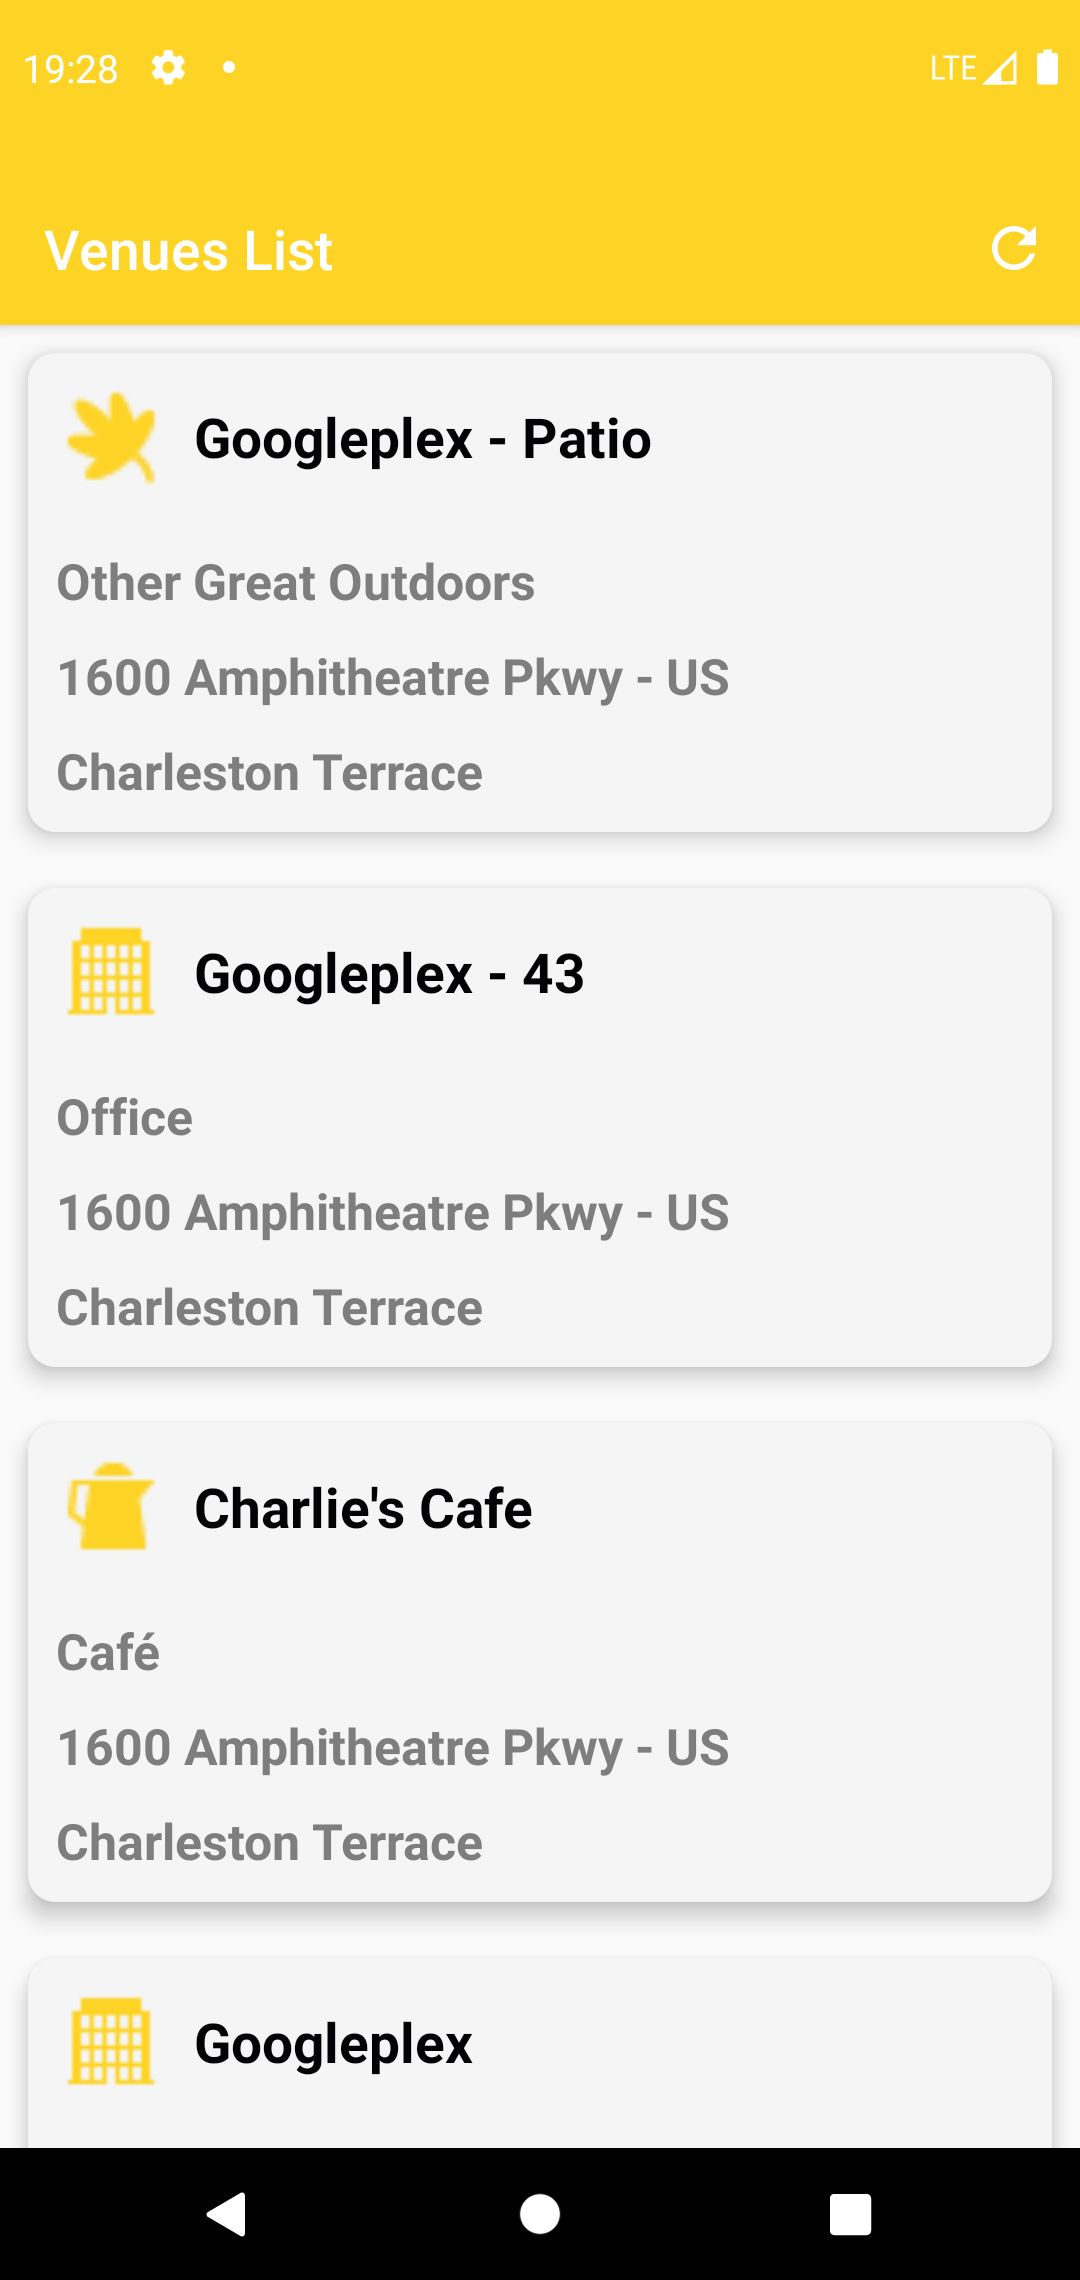 19:28
LTE
Venues List
Googleplex - Patio
Other Great Outdoors
1600 Amphitheatre Pkwy - US
Charleston Terrace
Googleplex - 43
Office
1600 Amphitheatre Pkwy - US
Charleston Terrace
Charlie's Cafe
Café
1600 Amphitheatre Pkwy - US
Charleston Terrace
Googleplex